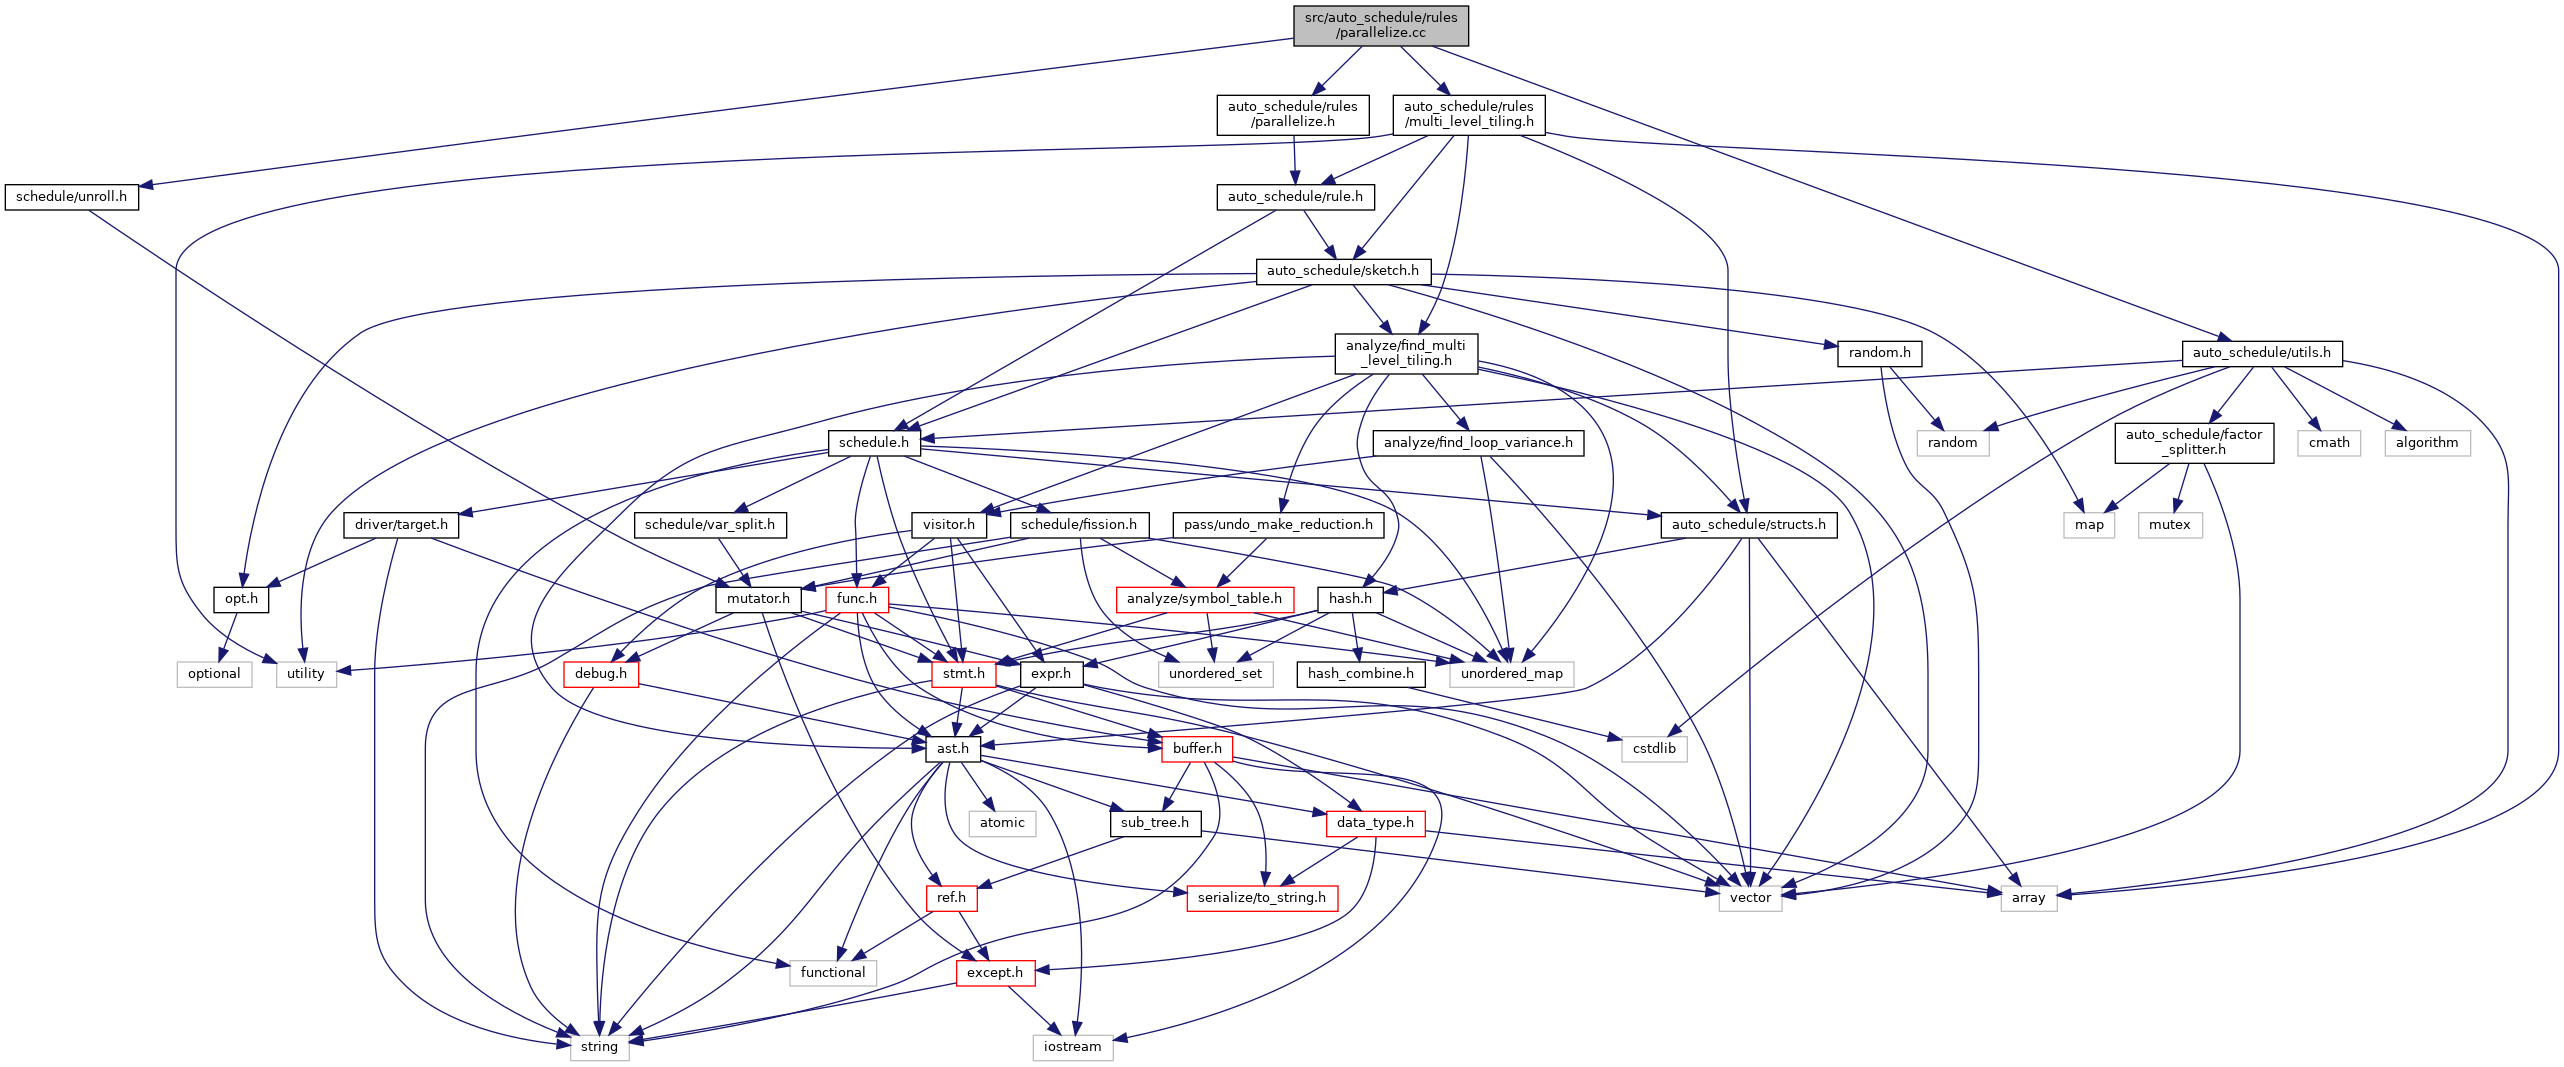 src/auto_schedule/rules
/parallelize.cc
auto_schedule/rules
/parallelize.h
auto_schedule/rules
/multi_level_tiling.h
schedule/unroll.h
auto_schedule/rule.h
auto_schedule/sketch.h
analyze/find_multi
_level_tiling.h
random.h
auto_schedule/utils.h
schedule.h
analyze/find_loop_variance.h
random
auto_schedule/factor
_splitter.h
cmath
algorithm
driver/target.h
schedule/var_split.h
visitor.h
schedule/fission.h
pass/undo_make_reduction.h
auto_schedule/structs.h
map
mutex
opt.h
mutator.h
func.h
analyze/symbol_table.h
hash.h
optional
utility
debug.h
stmt.h
expr.h
unordered_set
hash_combine.h
unordered_map
ast.h
buffer.h
cstdlib
atomic
sub_tree.h
data_type.h
ref.h
serialize/to_string.h
vector
array
functional
except.h
string
iostream